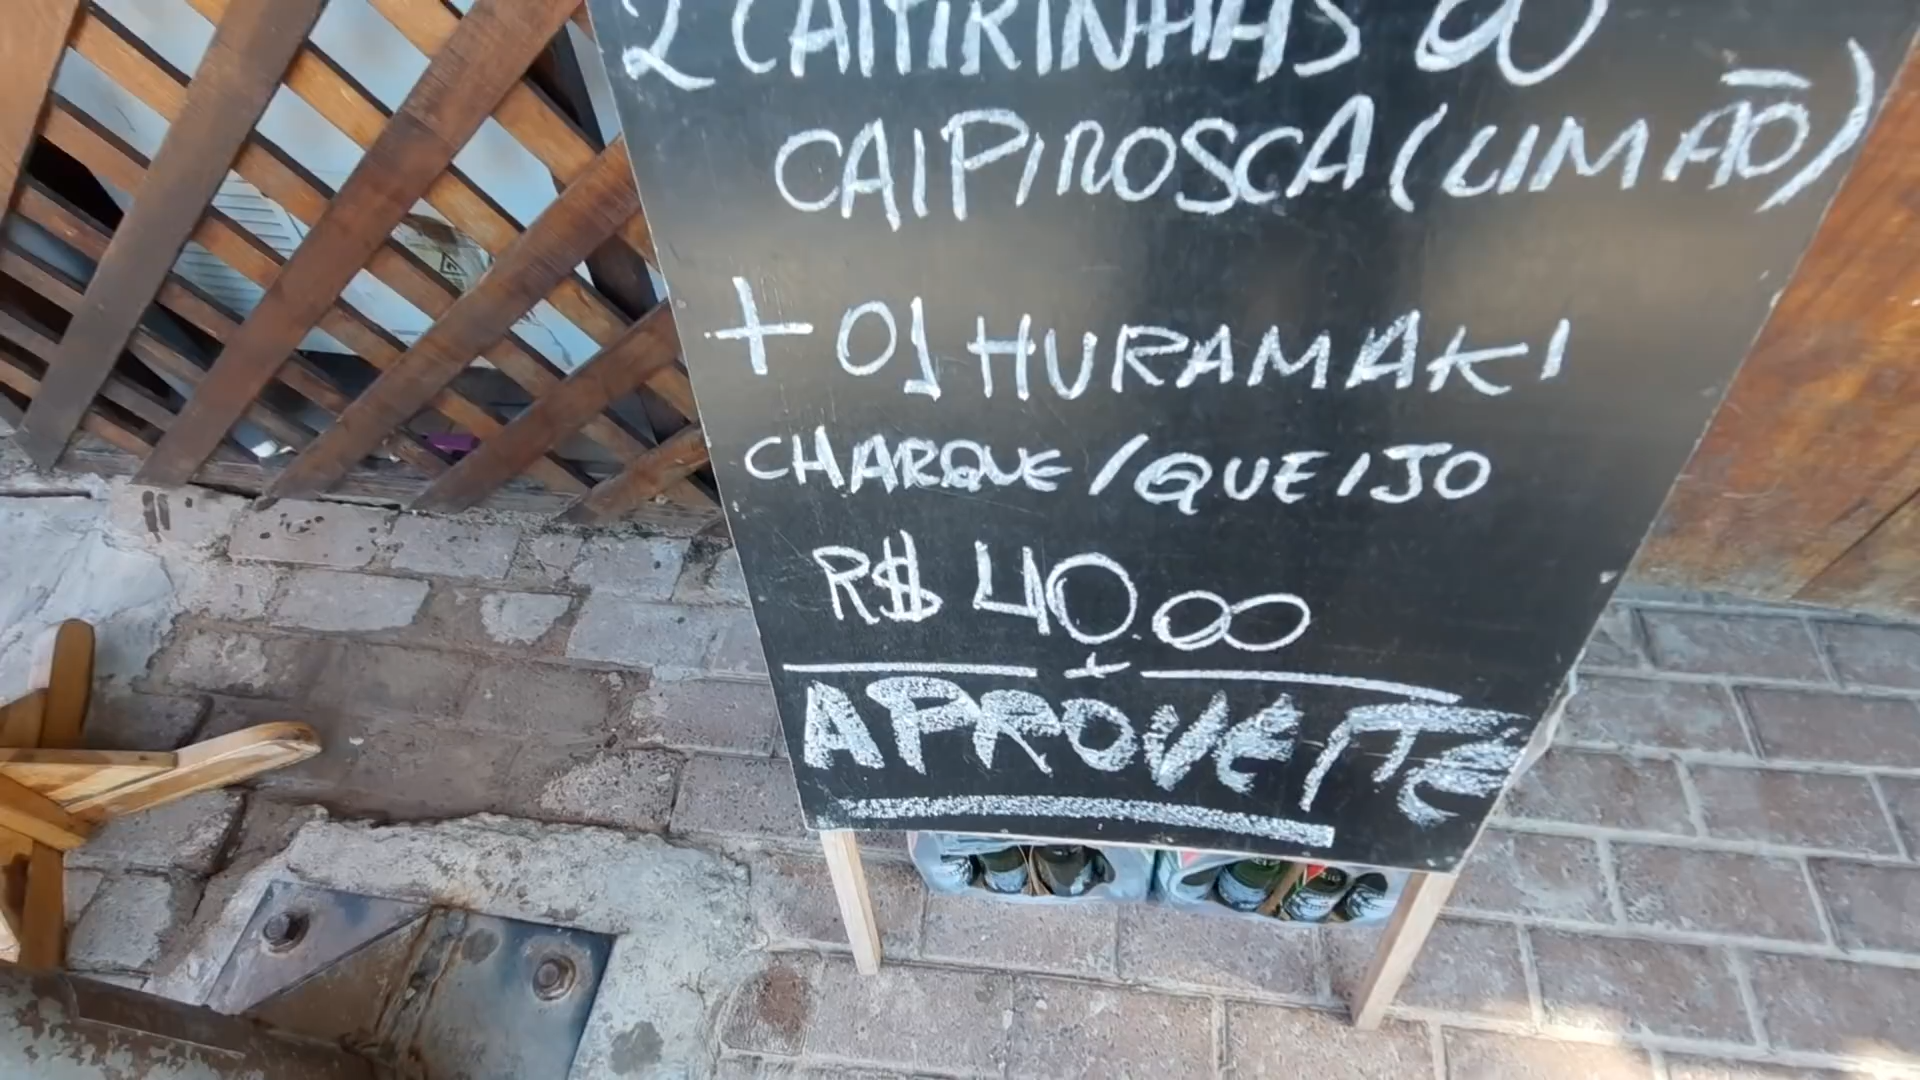 2 CAIPIRINHAS OU
CAIPIROSCA (LIMÃO)
+ 01 HURAMAKI
CHARQUE / QUEIJO
R$ 40,00
APROVEITE